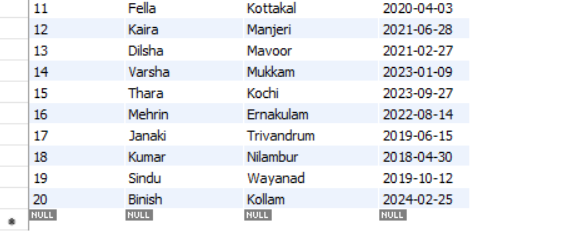 11 Fella Kottakal 2020-04-03
12 Kaira Manjeri 2021-06-28
13 Dilsha Mavoor 2021-02-27
14 Varsha Mukkam 2023-01-09
15 Thara Kochi 2023-09-27
16 Mehrin Ernakulam 2022-08-14
17 Janaki Trivandrum 2019-06-15
18 Kumar Nilambur 2018-04-30
19 Sindu Wayanad 2019-10-12
20 Binish Kollam 2024-02-25
NULL NULL NULL NULL